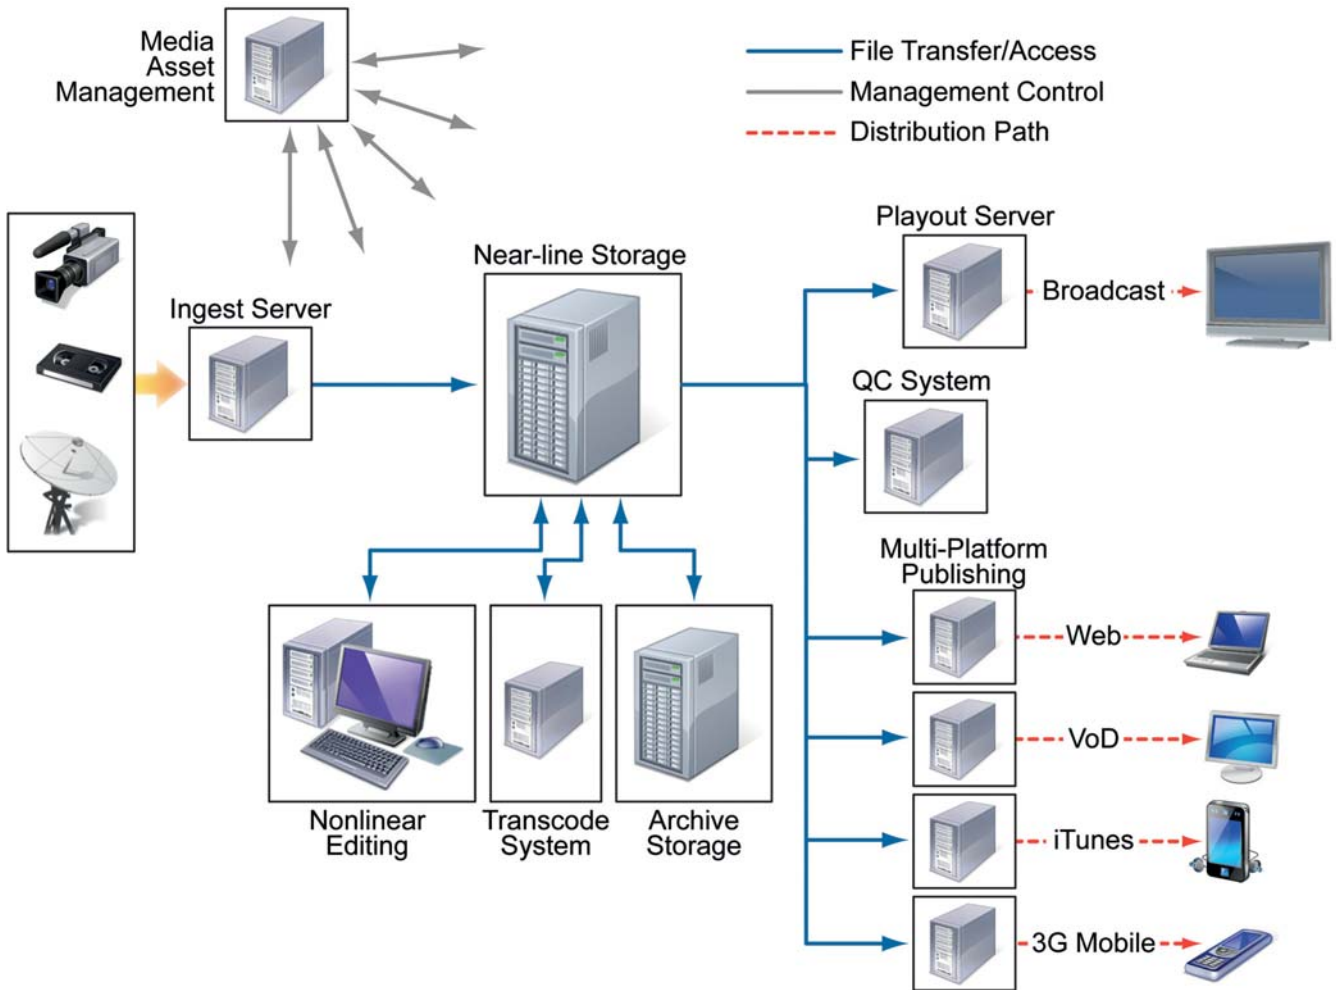 Media
Asset
Management
File Transfer/Access
Management Control
Distribution Path
Playout Server
Near-line Storage
Broadcast
Ingest Server
QC System
Multi-Platform
Publishing
Web
VoD
Nonlinear
Editing
Transcode
System
Archive
Storage
iTunes
3G Mobile